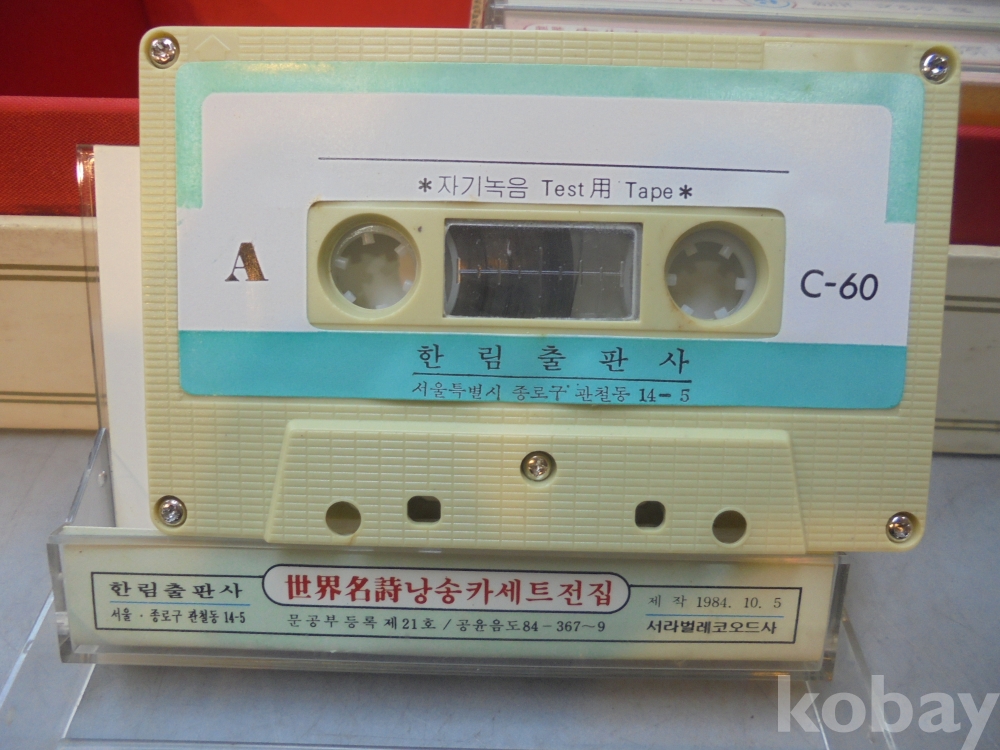 *자기녹음 Test用 Tape*
A
C-60
한림출판사
서울특별시 종로구 관철동 14-5
한림출판사
서울·종로구 관철동 14-5
世界名詩낭송카세트전집
문공부등록 제21호 / 공윤음도84-367~9
제작 1984. 10. 5
서라벌레코오드사
kobay